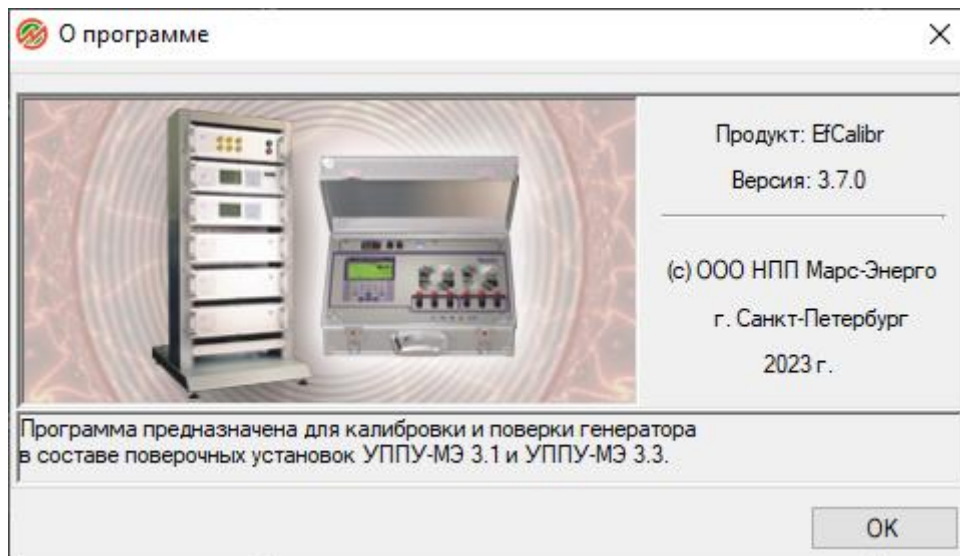 О программе
Продукт: EfCalibr
Версия: 3.7.0
(с) ООО НПП Марс-Энерго
г. Санкт-Петербург
2023 г.
Программа предназначена для калибровки и поверки генератора
в составе поверочных установок УППУ-МЭ 3.1 и УППУ-МЭ 3.3.
OK